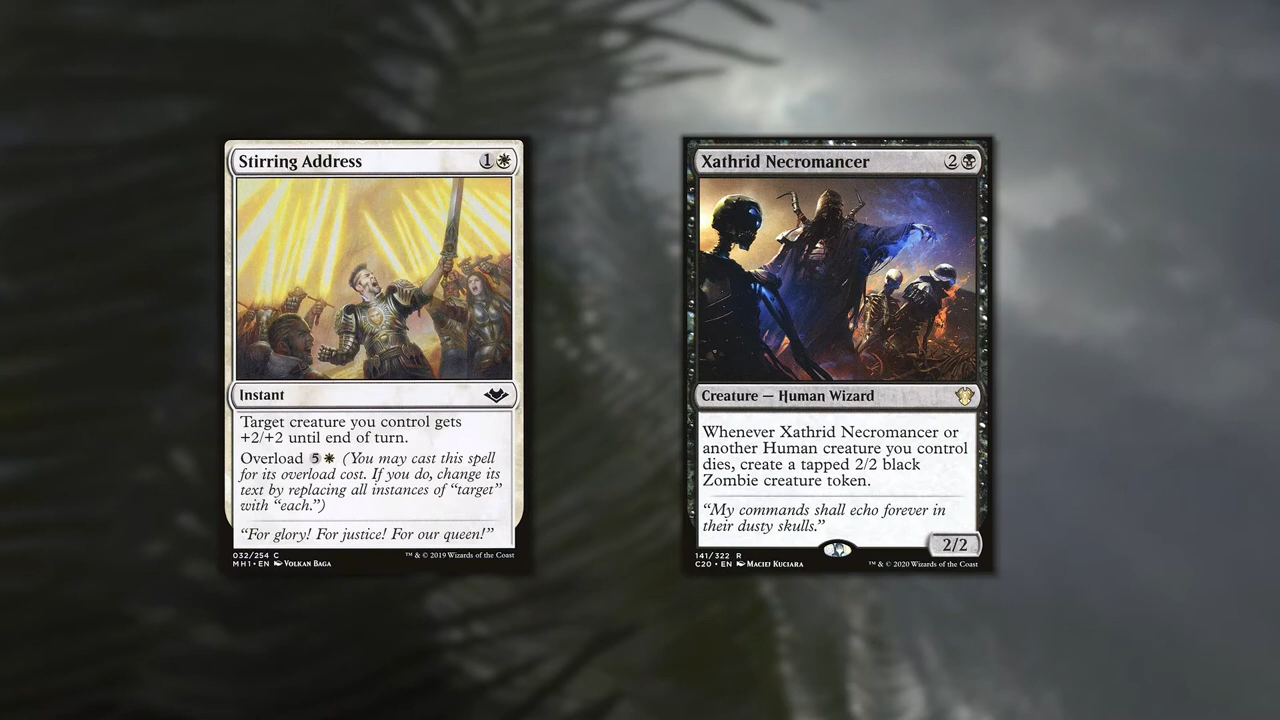 Stirring Address
1
Instant
Target creature you control gets
+2/+2 until end of turn.
Overload 5 (You may cast this spell
for its overload cost. If you do, change its
text by replacing all instances of “target”
with “each.”)
“For glory! For justice! For our queen!”
032/254 C
MH1 • EN Volkan Baga
™ & © 2019 Wizards of the Coast
Xathrid Necromancer
2
Creature — Human Wizard
Whenever Xathrid Necromancer or
another Human creature you control
dies, create a tapped 2/2 black
Zombie creature token.
“My commands shall echo forever in
their dusty skulls.”
2/2
141/322 R
C20 • EN Maciej Kuciara
™ & © 2020 Wizards of the Coast